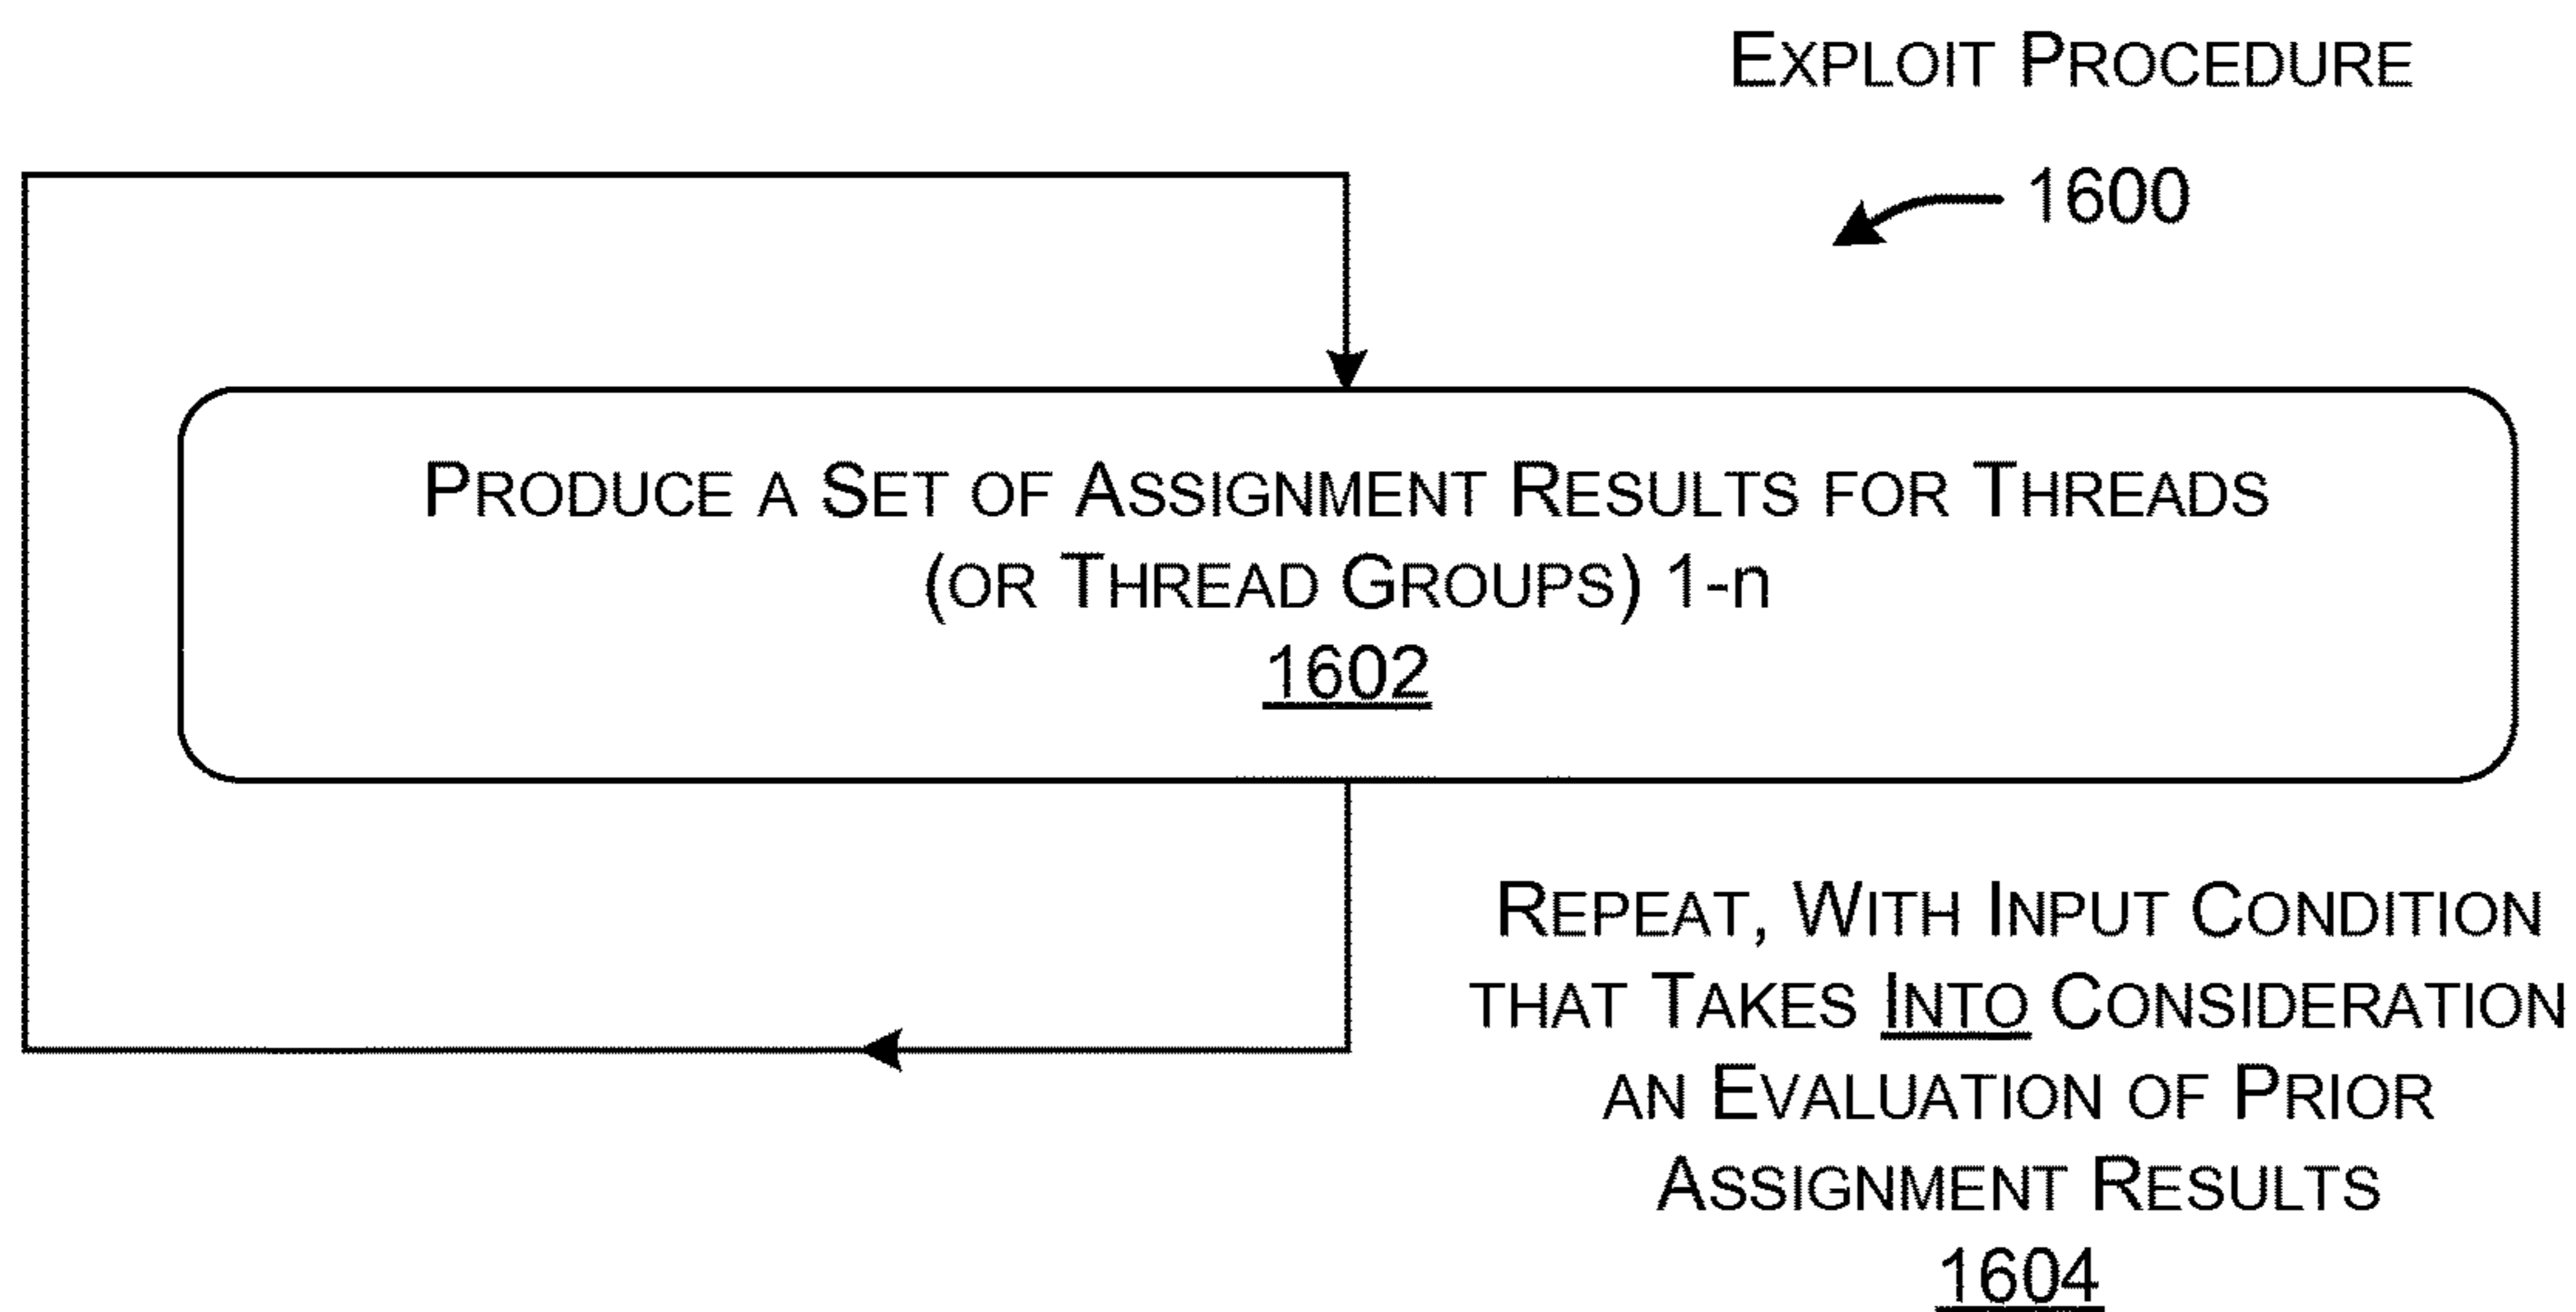 EXPLOIT PROCEDURE
1600
PRODUCE A SET OF ASSIGNMENT RESULTS FOR THREADS
(OR THREAD GROUPS) 1-n
1602
REPEAT, WITH INPUT CONDITION
THAT TAKES INTO CONSIDERATION
AN EVALUATION OF PRIOR
ASSIGNMENT RESULTS
1604